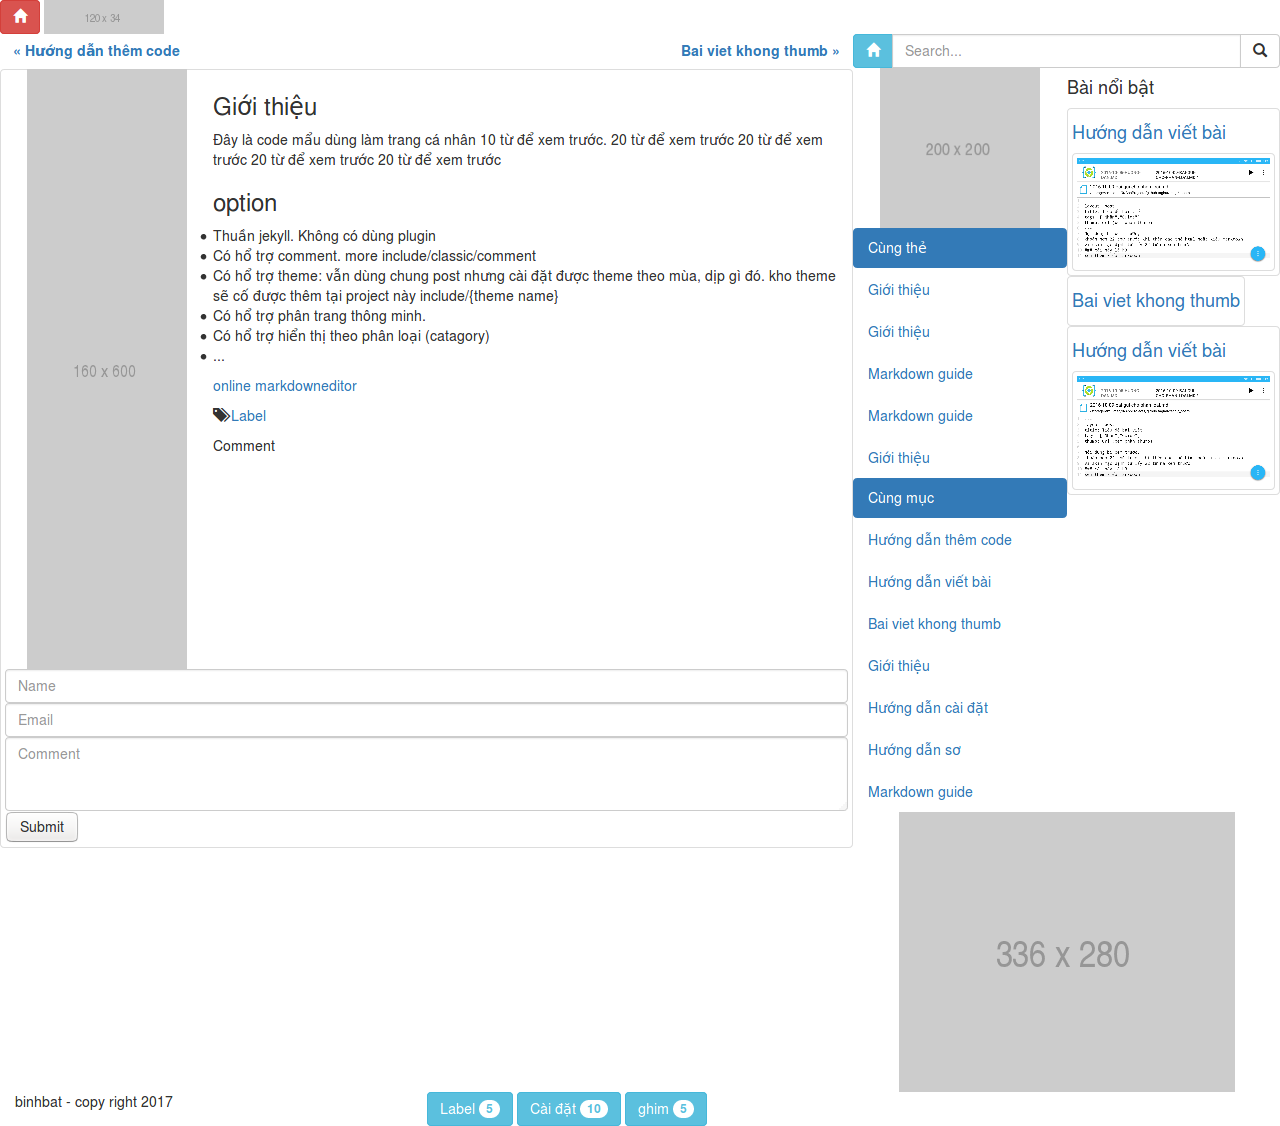 120 x 34
« Hướng dẫn thêm code
Bai viet khong thumb »
Search...
160 x 600
Giới thiệu
Đây là code mẩu dùng làm trang cá nhân 10 từ để xem trước. 20 từ để xem trước 20 từ để xem
trước 20 từ để xem trước 20 từ để xem trước
option
Thuần jekyll. Không có dùng plugin
Có hổ trợ comment. more include/classic/comment
Có hổ trợ theme: vẫn dùng chung post nhưng cài đặt được theme theo mùa, dịp gì đó. kho theme
sẽ cố được thêm tại project này include/{theme name}
Có hổ trợ phân trang thông minh.
Có hổ trợ hiển thị theo phân loại (catagory)
...
online markdowneditor
Label
Comment
Name
Email
Comment
Submit
200 x 200
Cùng thẻ
Giới thiệu
Giới thiệu
Markdown guide
Markdown guide
Giới thiệu
Cùng mục
Hướng dẫn thêm code
Hướng dẫn viết bài
Bai viet khong thumb
Giới thiệu
Hướng dẫn cài đặt
Hướng dẫn sơ
Markdown guide
Bài nổi bật
Hướng dẫn viết bài
Bai viet khong thumb
Hướng dẫn viết bài
336 x 280
binhbat - copy right 2017
Label 5
Cài đặt 10
ghim 5